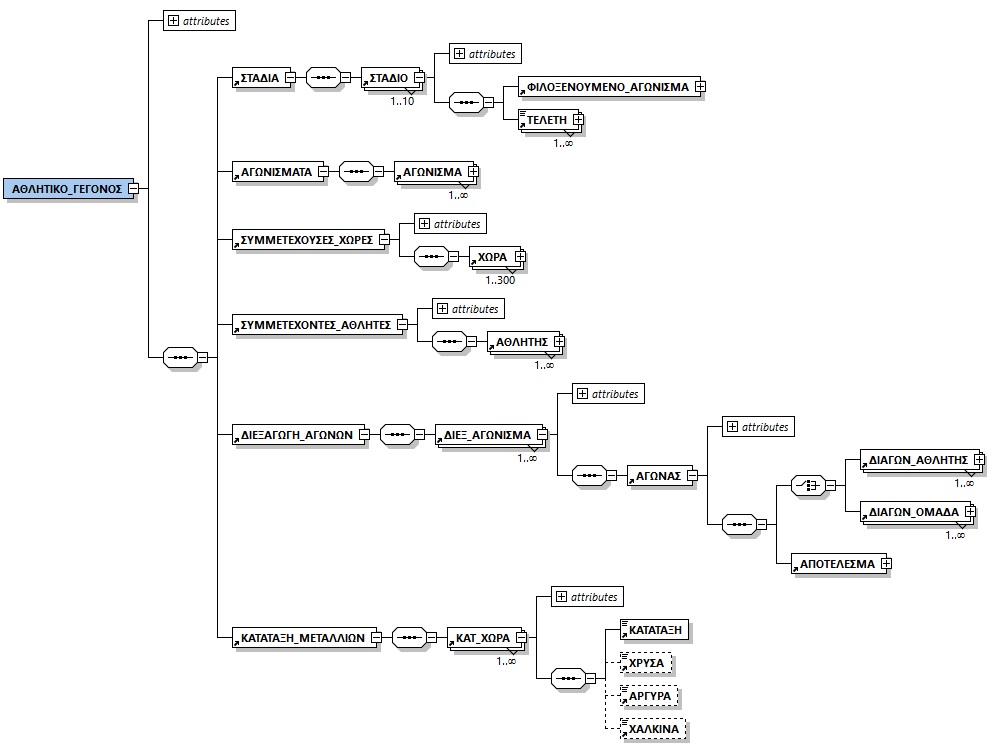 attributes
attributes
ΣΤΑΔΙΑ
ΣΤΑΔΙΟ
1..10
ΦΙΛΟΞΕΝΟΥΜΕΝΟ_ΑΓΩΝΙΣΜΑ
ΤΕΛΕΤΗ
1..∞
ΑΓΩΝΙΣΜΑΤΑ
ΑΓΩΝΙΣΜΑ
1..∞
ΑΘΛΗΤΙΚΟ_ΓΕΓΟΝΟΣ
attributes
ΣΥΜΜΕΤΕΧΟΥΣΕΣ_ΧΩΡΕΣ
ΧΩΡΑ
1..300
attributes
ΣΥΜΜΕΤΕΧΟΝΤΕΣ_ΑΘΛΗΤΕΣ
ΑΘΛΗΤΗΣ
1..∞
attributes
ΔΙΕΞΑΓΩΓΗ_ΑΓΩΝΩΝ
ΔΙΕΞ_ΑΓΩΝΙΣΜΑ
1..∞
attributes
ΑΓΩΝΑΣ
ΔΙΑΓΩΝ_ΑΘΛΗΤΗΣ
1..∞
ΔΙΑΓΩΝ_ΟΜΑΔΑ
1..∞
ΑΠΟΤΕΛΕΣΜΑ
attributes
ΚΑΤΑΤΑΞΗ_ΜΕΤΑΛΛΙΩΝ
ΚΑΤ_ΧΩΡΑ
1..∞
ΚΑΤΑΤΑΞΗ
ΧΡΥΣΑ
ΑΡΓΥΡΑ
ΧΑΛΚΙΝΑ